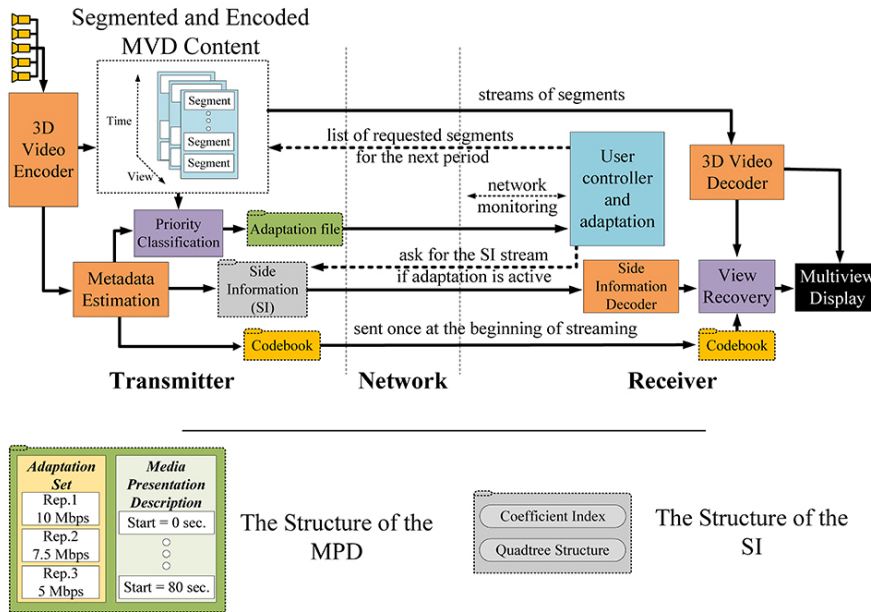 Segmented and Encoded
MVD Content
3D
Video
Encoder
Time
View
Segment
Segment
Segment
streams of segments
list of requested segments
for the next period
network
monitoring
User
controller
and
adaptation
3D Video
Decoder
Priority
Classification
Adaptation file
Metadata
Estimation
Side
Information
(SI)
ask for the SI stream
if adaptation is active
Side
Information
Decoder
View
Recovery
Multiview
Display
Codebook
sent once at the beginning of streaming
Codebook
Transmitter
Network
Receiver
Adaptation
Set
Rep.1
10 Mbps
Rep.2
7.5 Mbps
Rep.3
5 Mbps
Media
Presentation
Description
Start = 0 sec.
Start = 80 sec.
The Structure of the
MPD
Coefficient Index
Quadtree Structure
The Structure of the
SI